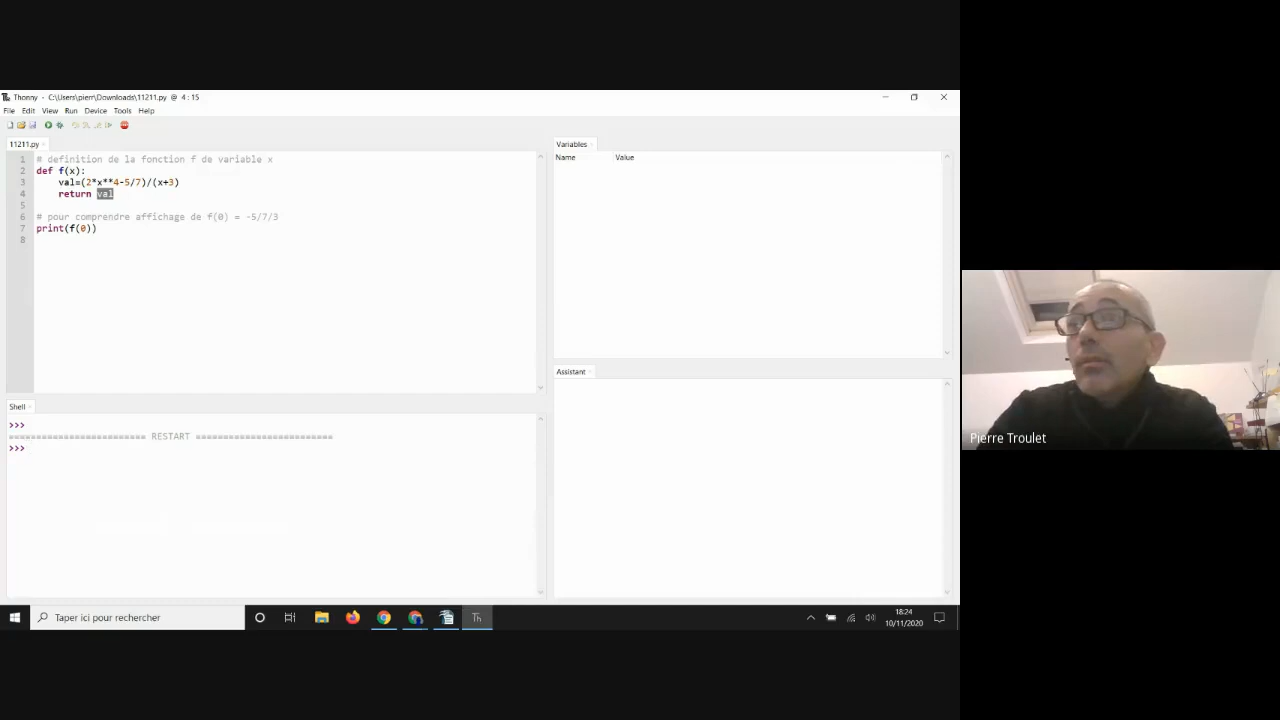 Thonny - C:\Users\pierr\Downloads\11211.py @ 4 : 15
File Edit View Run Device Tools Help
11211.py
1 # definition de la fonction f de variable x
2 def f(x):
3 val=(2*x**4-5/7)/(x+3)
4 return val
5
6 # pour comprendre affichage de f(0) = -5/7/3
7 print(f(0))
8
Variables
Name Value
Assistant
Shell
>>>
========================= RESTART =========================
>>>
Pierre Troulet
Taper ici pour rechercher
Th
18:24
10/11/2020